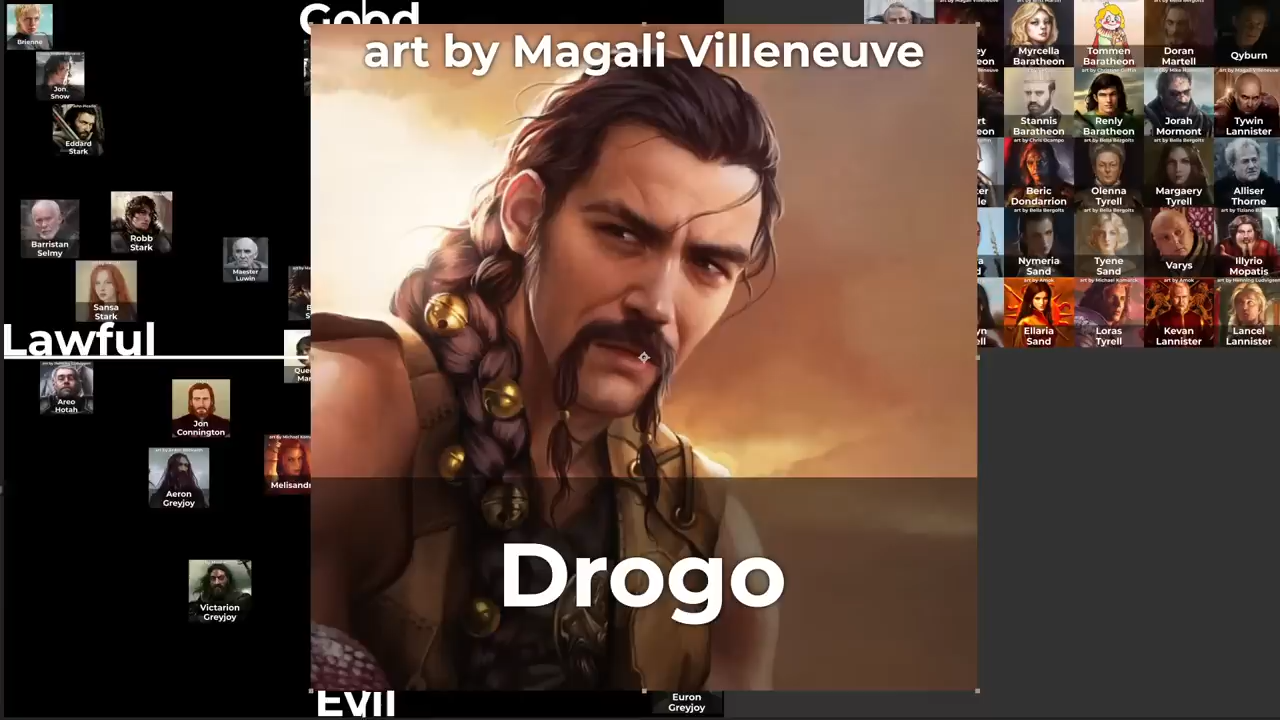 Good
art by Magali Villeneuve
Drogo
Brienne
Jon
Snow
Eddard
Stark
Barristan
Selmy
Robb
Stark
Maester
Luwin
Sansa
Stark
Lawful
Areo
Hotah
Jon
Connington
Aeron
Greyjoy
Melisand
Victarion
Greyjoy
Evil
Euron
Greyjoy
Myrcella
Baratheon
Tommen
Baratheon
Doran
Martell
Qyburn
Stannis
Baratheon
Renly
Baratheon
Jorah
Mormont
Tywin
Lannister
Beric
Dondarrion
Olenna
Tyrell
Margaery
Tyrell
Alliser
Thorne
Nymeria
Sand
Tyene
Sand
Varys
Illyrio
Mopatis
Ellaria
Sand
Loras
Tyrell
Kevan
Lannister
Lancel
Lannister